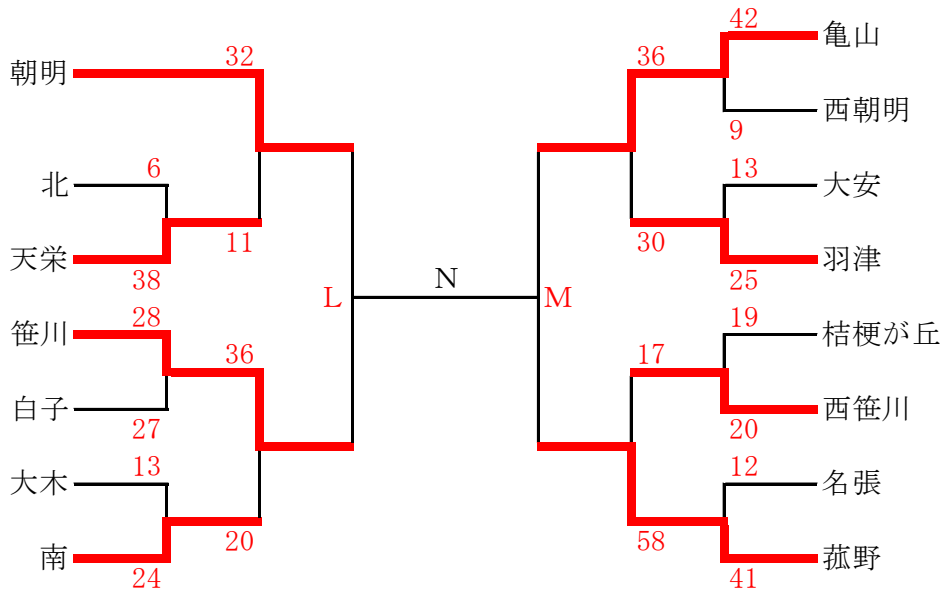 朝明
32
北
6
天栄
38
11
笹川
28
36
白子
27
大木
13
南
24
20
L
N
M
42
亀山
36
西朝明
9
13
大安
30
羽津
25
19
桔梗が丘
17
西笹川
20
12
名張
58
菰野
41